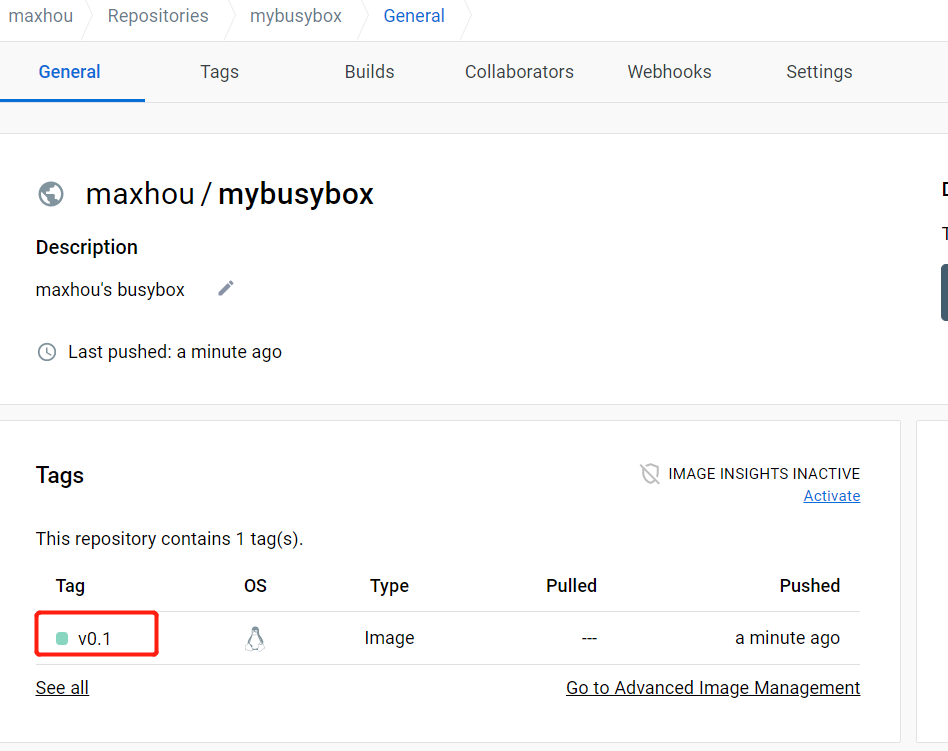 maxhou Repositories mybusybox General
General Tags Builds Collaborators Webhooks Settings
maxhou / mybusybox
Description
maxhou's busybox
Last pushed: a minute ago
Tags
IMAGE INSIGHTS INACTIVE
Activate
This repository contains 1 tag(s).
Tag OS Type Pulled Pushed
v0.1 Image --- a minute ago
See all Go to Advanced Image Management